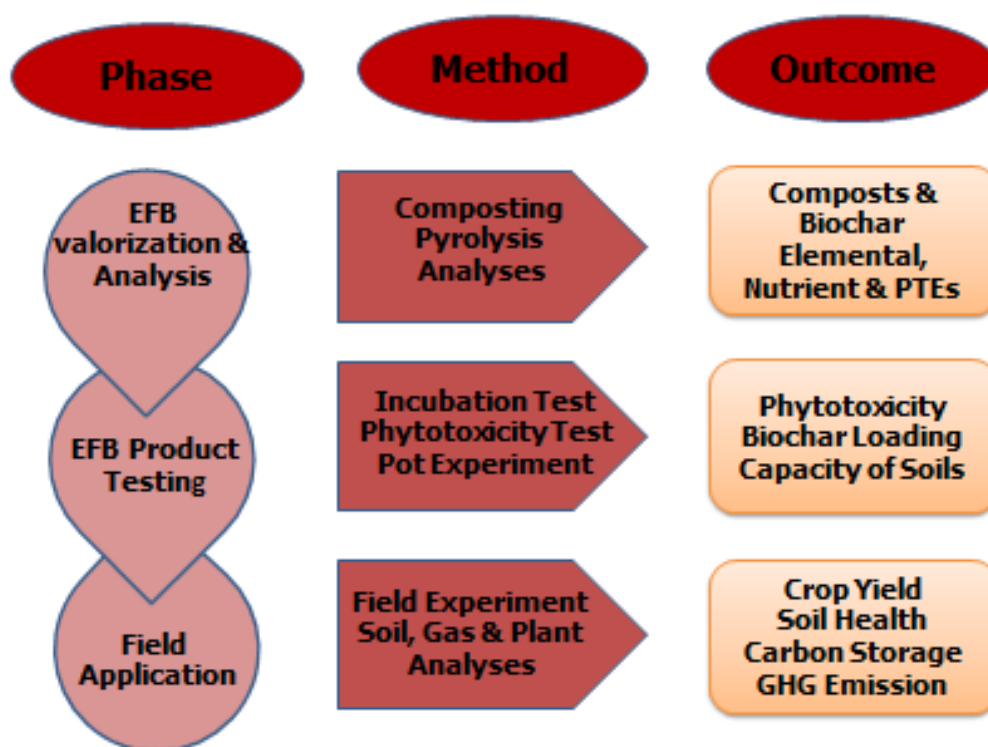 Phase
Method
Outcome
EFB
valorization &
Analysis
Composting
Pyrolysis
Analyses
Composts &
Biochar
Elemental,
Nutrient & PTEs
EFB Product
Testing
Incubation Test
Phytotoxicity Test
Pot Experiment
Phytotoxicity
Biochar Loading
Capacity of Soils
Field
Application
Field Experiment
Soil, Gas & Plant
Analyses
Crop Yield
Soil Health
Carbon Storage
GHG Emission